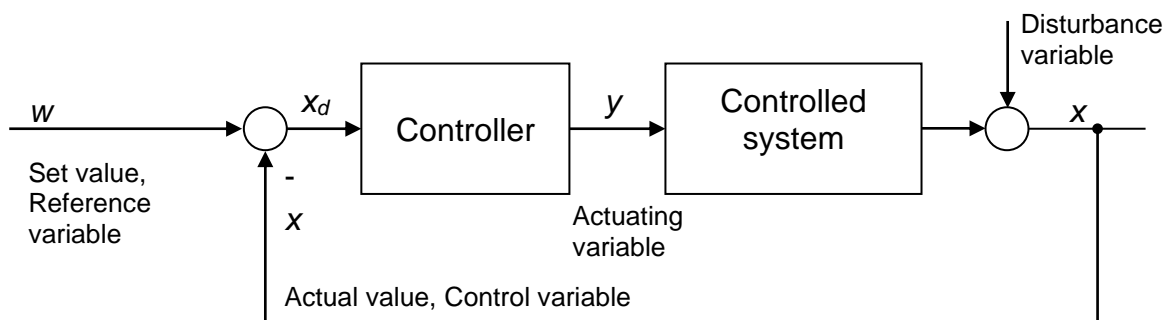 Disturbance
variable
w
x_d
Controller
y
Controlled
system
x
Set value,
Reference
variable
-
x
Actuating
variable
Actual value, Control variable